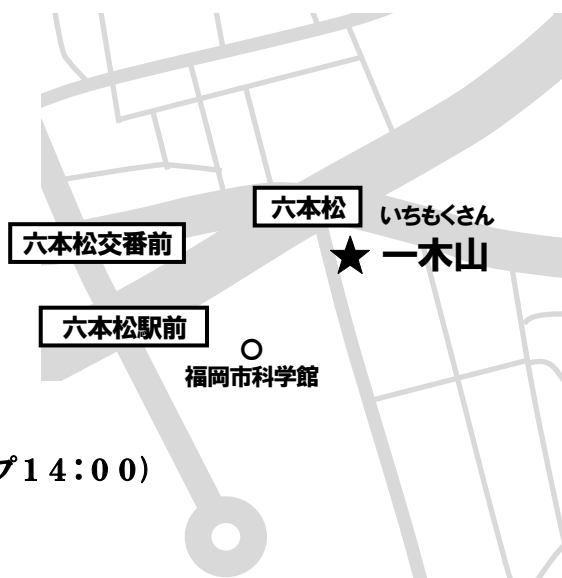 六本松
いちもくさん
一木山
六本松交番前
六本松駅前
福岡市科学館
プ14:00)